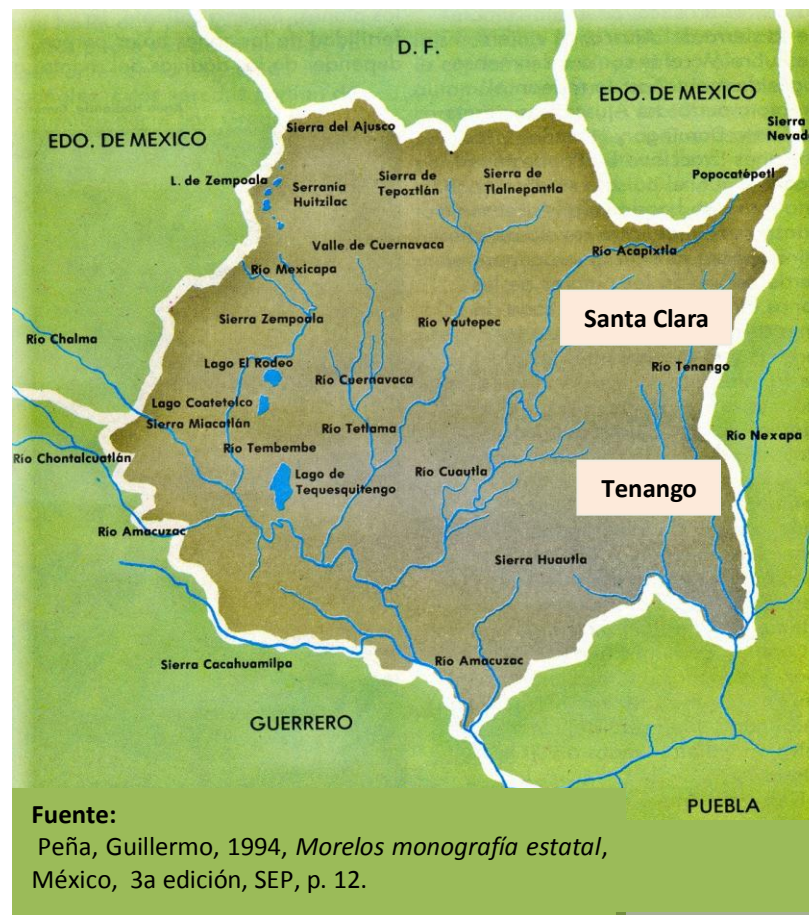 D. F.
EDO. DE MEXICO
EDO. DE MEXICO
Sierra del Ajusco
Sierra
Nevada
L. de Zempoala
Serranía
Huitzilac
Sierra de
Tepoztlán
Sierra de
Tlalnepantla
Popocatépetl
Valle de Cuernavaca
Río Acapixtla
Río Mexicapa
Sierra Zempoala
Río Yautepec
Santa Clara
Río Chalma
Lago El Rodeo
Río Cuernavaca
Río Tenango
Lago Coatetelco
Sierra Miacatlán
Río Tetlama
Río Nexapa
Río Chontalcuatlán
Río Tembembe
Lago de
Tequesquitengo
Río Cuautla
Tenango
Río Amacuzac
Sierra Huautla
Sierra Cacahuamilpa
Río Amacuzac
GUERRERO
PUEBLA
Fuente:
Peña, Guillermo, 1994, Morelos monografía estatal,
México, 3a edición, SEP, p. 12.